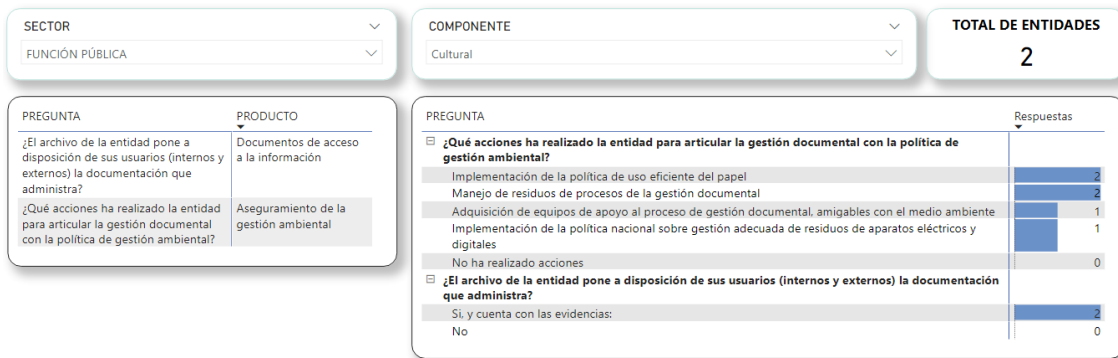 SECTOR
FUNCIÓN PÚBLICA
COMPONENTE
Cultural
TOTAL DE ENTIDADES
2
PREGUNTA PRODUCTO
¿El archivo de la entidad pone a Documentos de acceso
disposición de sus usuarios (internos y a la información
externos) la documentación que
administra?
¿Qué acciones ha realizado la entidad Aseguramiento de la
para articular la gestión documental gestión ambiental
con la política de gestión ambiental?
PREGUNTA Respuestas
¿Qué acciones ha realizado la entidad para articular la gestión documental con la política de
gestión ambiental?
Implementación de la política de uso eficiente del papel 2
Manejo de residuos de procesos de la gestión documental 2
Adquisición de equipos de apoyo al proceso de gestión documental, amigables con el medio ambiente 1
Implementación de la política nacional sobre gestión adecuada de residuos de aparatos eléctricos y 1
digitales
No ha realizado acciones 0
¿El archivo de la entidad pone a disposición de sus usuarios (internos y externos) la documentación
que administra?
Si, y cuenta con las evidencias: 2
No 0